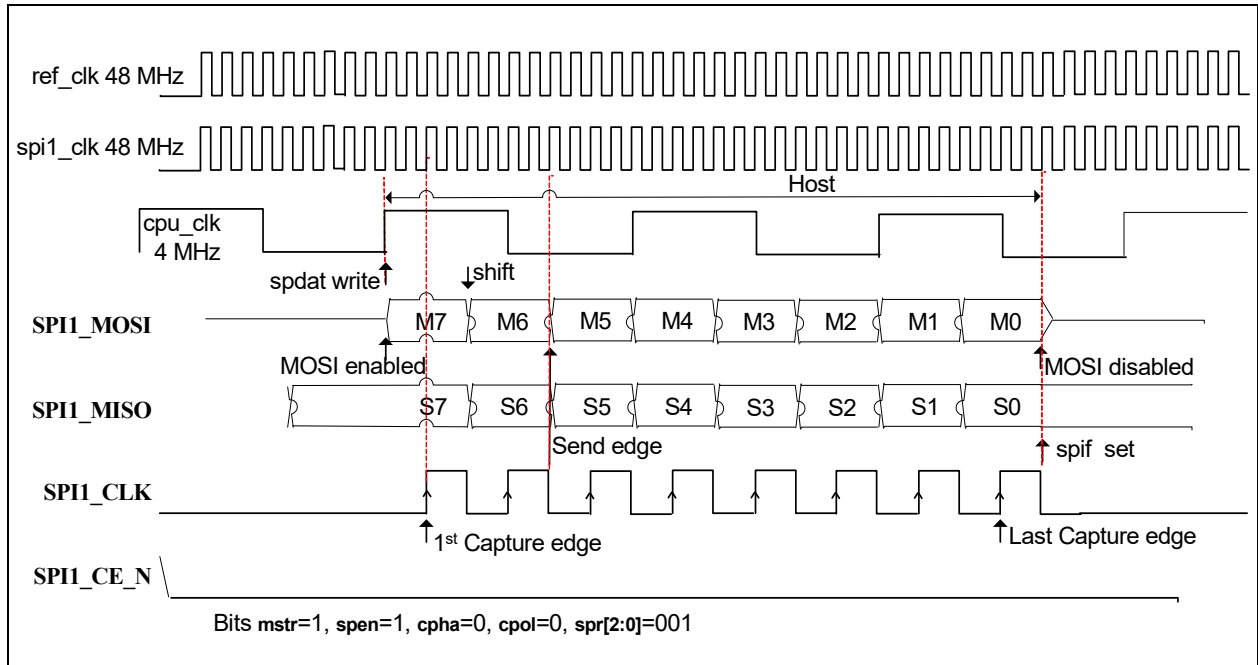 ref_clk 48 MHz
spi1_clk 48 MHz
Host
cpu_clk
4 MHz
spdat write
shift
SPI1_MOSI
M7 M6 M5 M4 M3 M2 M1 M0
MOSI enabled
MOSI disabled
SPI1_MISO
S7 S6 S5 S4 S3 S2 S1 S0
Send edge
spif set
SPI1_CLK
1st Capture edge
Last Capture edge
SPI1_CE_N
Bits mstr=1, spen=1, cpha=0, cpol=0, spr[2:0]=001